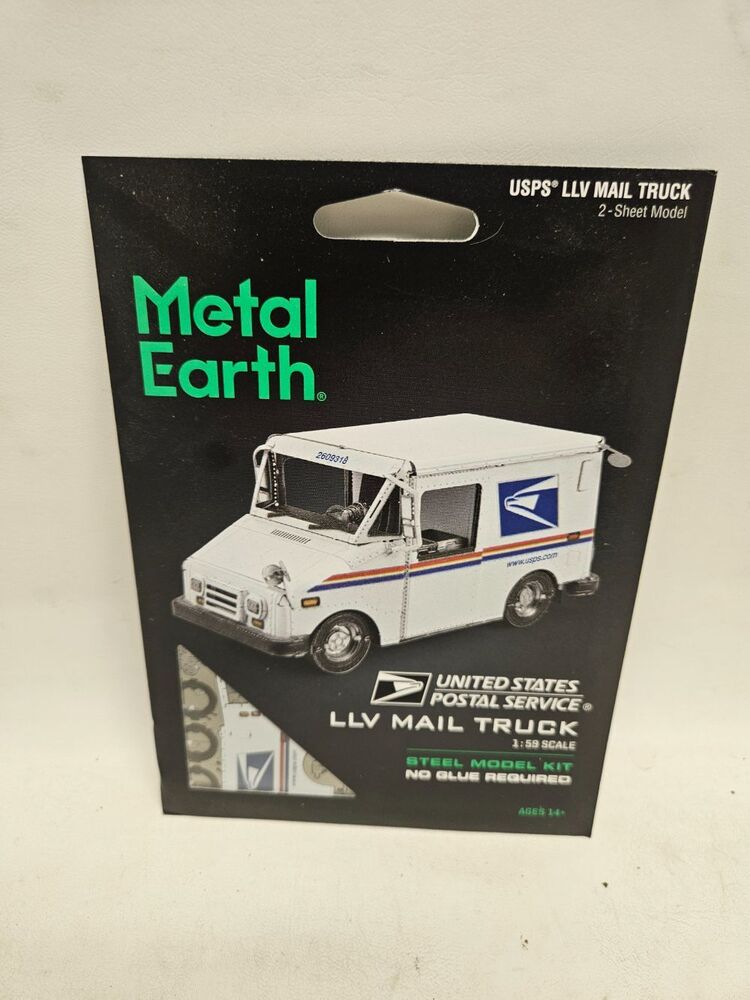 USPS® LLV MAIL TRUCK
2-Sheet Model
Metal
Earth®
2609318
www.usps.com
UNITED STATES
POSTAL SERVICE®
LLV MAIL TRUCK
1:59 SCALE
STEEL MODEL KIT
NO GLUE REQUIRED
AGES 14+